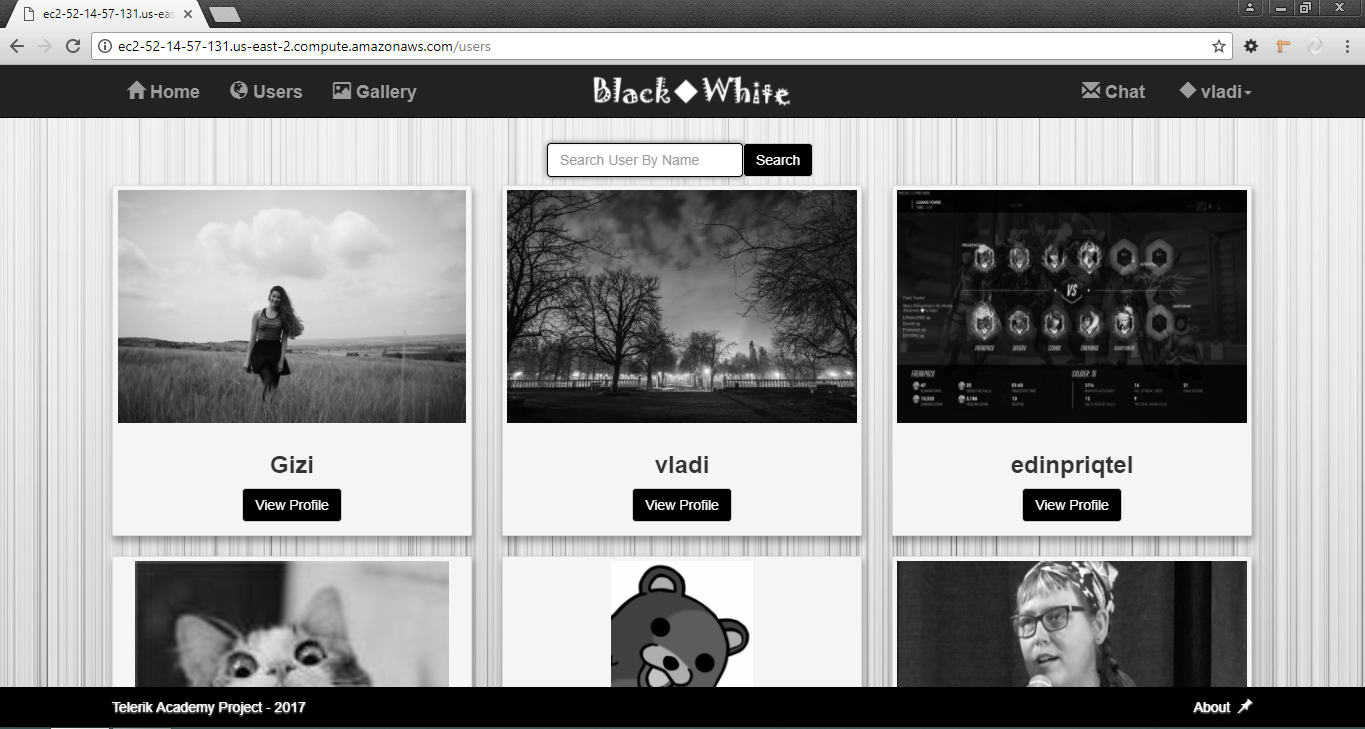 ec2-52-14-57-131.us-eas
ec2-52-14-57-131.us-east-2.compute.amazonaws.com/users
Home Users Gallery Black◆White Chat vladi
Search User By Name Search
VS
Gizi vladi edinpriqtel
View Profile View Profile View Profile
Telerik Academy Project - 2017 About